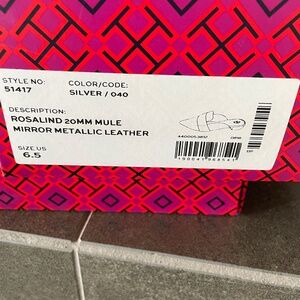 STYLE NO:
51417
COLOR/CODE:
SILVER / 040
DESCRIPTION:
ROSALIND 20MM MULE
MIRROR METALLIC LEATHER
SIZE US
6.5